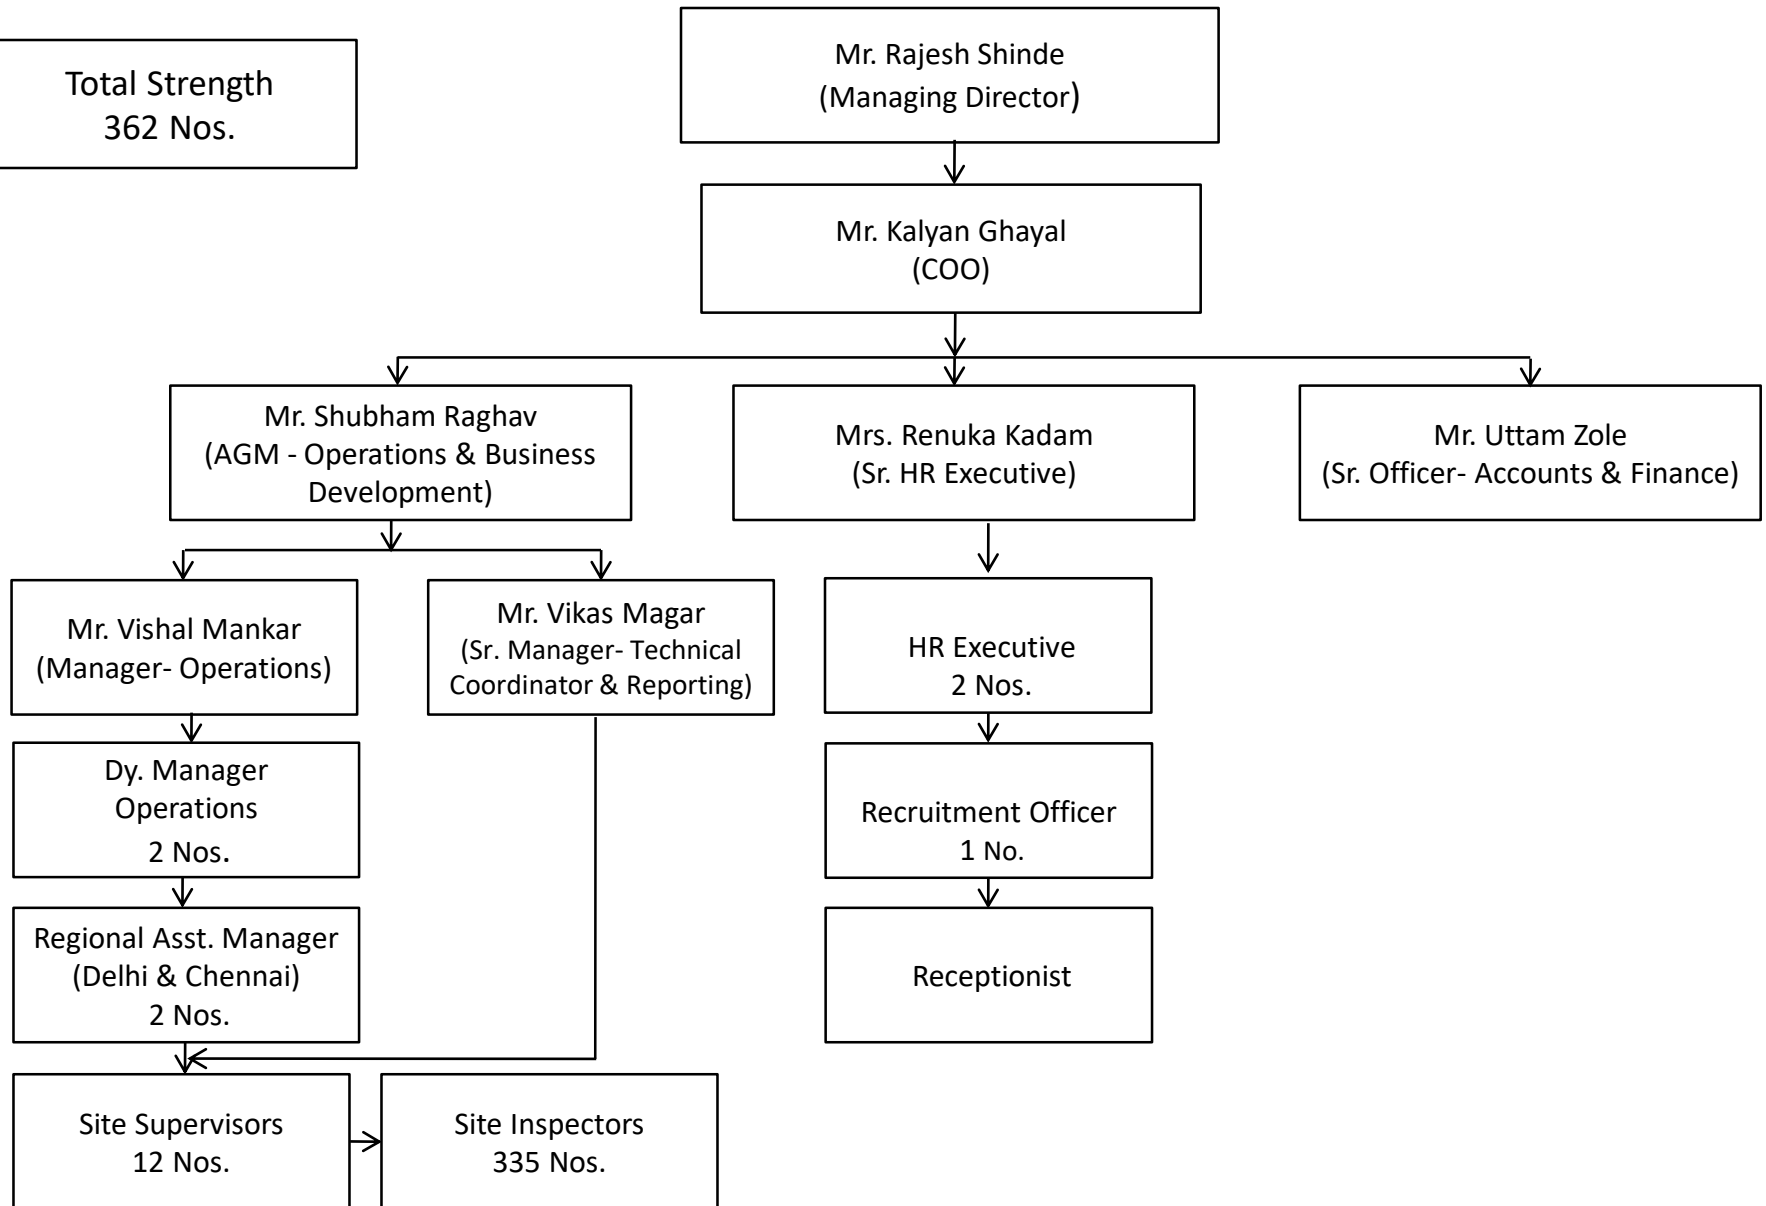 Total Strength
362 Nos.
Mr. Rajesh Shinde
(Managing Director)
Mr. Kalyan Ghayal
(COO)
Mr. Shubham Raghav
(AGM - Operations & Business
Development)
Mrs. Renuka Kadam
(Sr. HR Executive)
Mr. Uttam Zole
(Sr. Officer- Accounts & Finance)
Mr. Vishal Mankar
(Manager- Operations)
Mr. Vikas Magar
(Sr. Manager- Technical
Coordinator & Reporting)
HR Executive
2 Nos.
Dy. Manager
Operations
2 Nos.
Recruitment Officer
1 No.
Regional Asst. Manager
(Delhi & Chennai)
2 Nos.
Receptionist
Site Supervisors
12 Nos.
Site Inspectors
335 Nos.